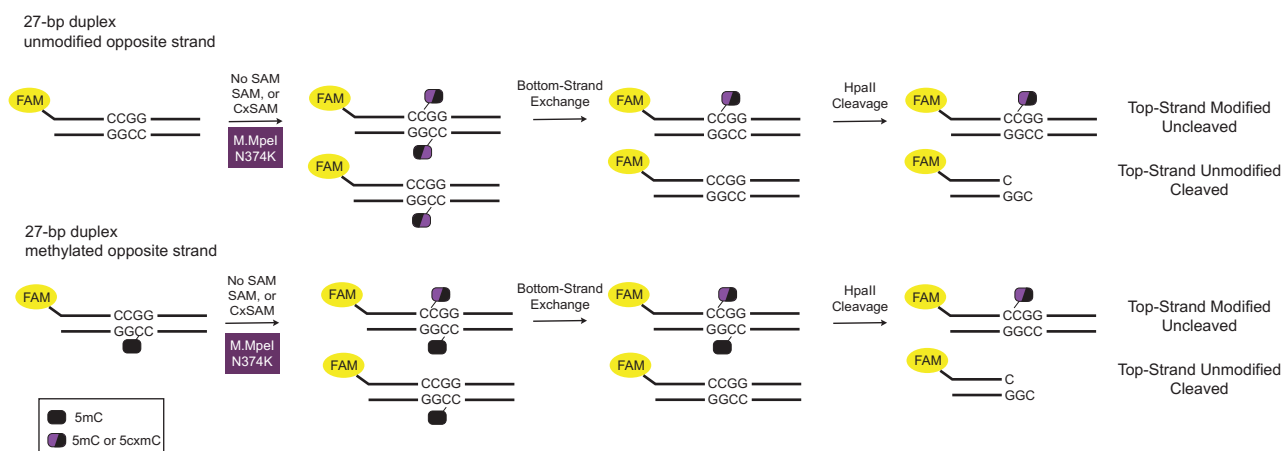 27-bp duplex
unmodified opposite strand
FAM
CCGG
GGCC
No SAM
SAM, or
CxSAM
M.MpeI
N374K
FAM
CCGG
GGCC
FAM
CCGG
GGCC
Bottom-Strand
Exchange
FAM
CCGG
GGCC
FAM
CCGG
GGCC
HpaII
Cleavage
FAM
CCGG
GGCC
Top-Strand Modified
Uncleaved
FAM
C
GGC
Top-Strand Unmodified
Cleaved
27-bp duplex
methylated opposite strand
FAM
CCGG
GGCC
No SAM
SAM, or
CxSAM
M.MpeI
N374K
FAM
CCGG
GGCC
FAM
CCGG
GGCC
Bottom-Strand
Exchange
FAM
CCGG
GGCC
FAM
CCGG
GGCC
HpaII
Cleavage
FAM
CCGG
GGCC
Top-Strand Modified
Uncleaved
FAM
C
GGC
Top-Strand Unmodified
Cleaved
5mC
5mC or 5cxmC